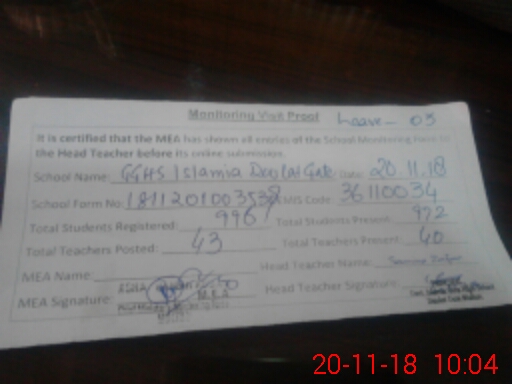 Monitoring Visit Proof
Leave - 03
It is certified that the MEA has shown all entries of the School Monitoring Form to
the Head Teacher before its online submission.
School Name: GGHS Islamia Daulat Gate Date: 20.11.18
School Form No: EMIS Code: 36110034
Total Students Registered: 996 Total Students Present: 972
Total Teachers Posted: 43 Total Teachers Present: 40
MEA Name: Head Teacher Name:
MEA Signature: Head Teacher Signature:
20-11-18 10:04